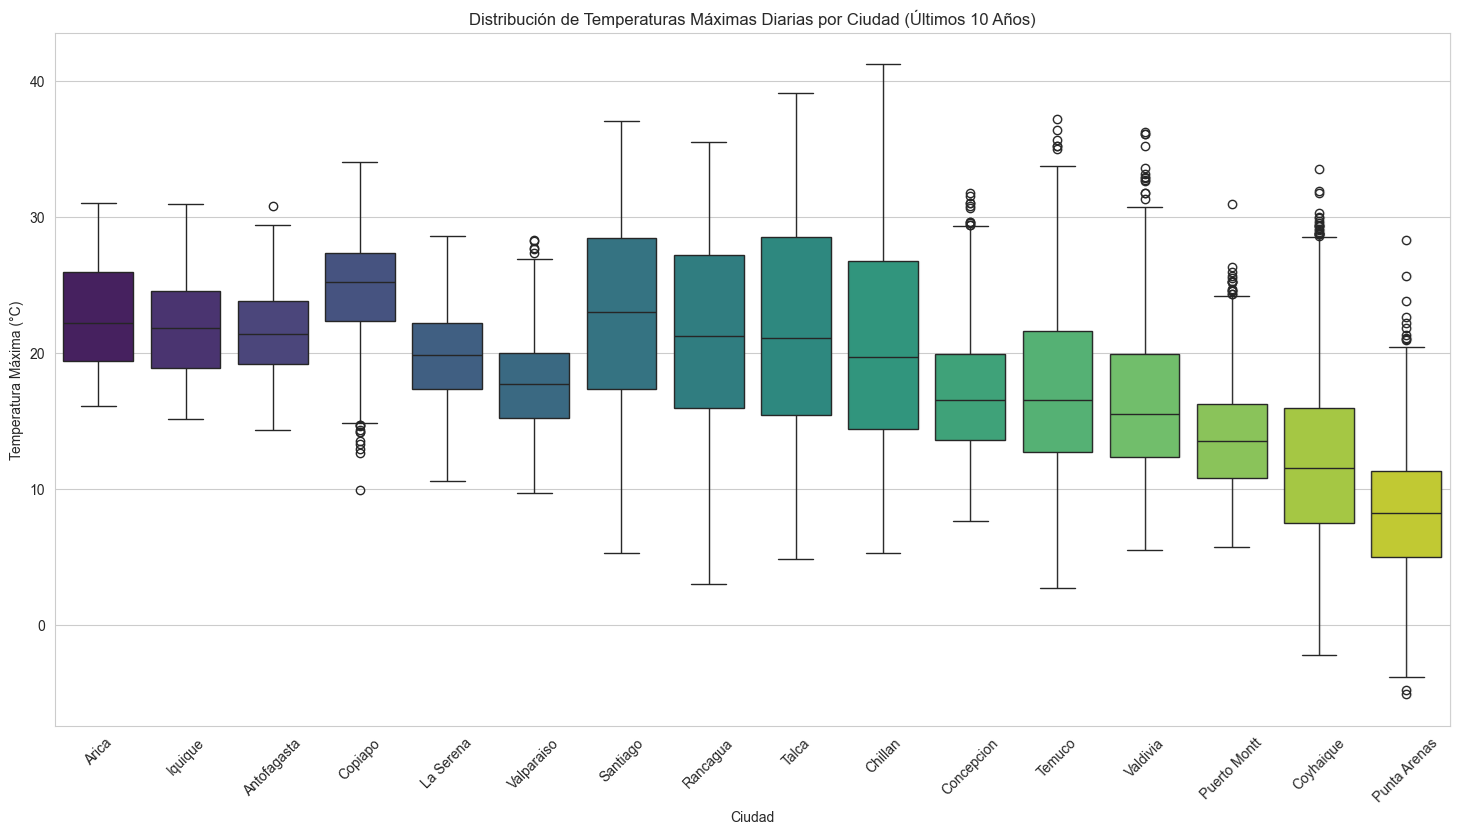 Distribución de Temperaturas Máximas Diarias por Ciudad (Últimos 10 Años)
Temperatura Máxima (°C)
40
30
20
10
0
Arica
Iquique
Antofagasta
Copiapo
La Serena
Valparaiso
Santiago
Rancagua
Talca
Chillan
Concepcion
Temuco
Valdivia
Puerto Montt
Coyhaique
Punta Arenas
Ciudad